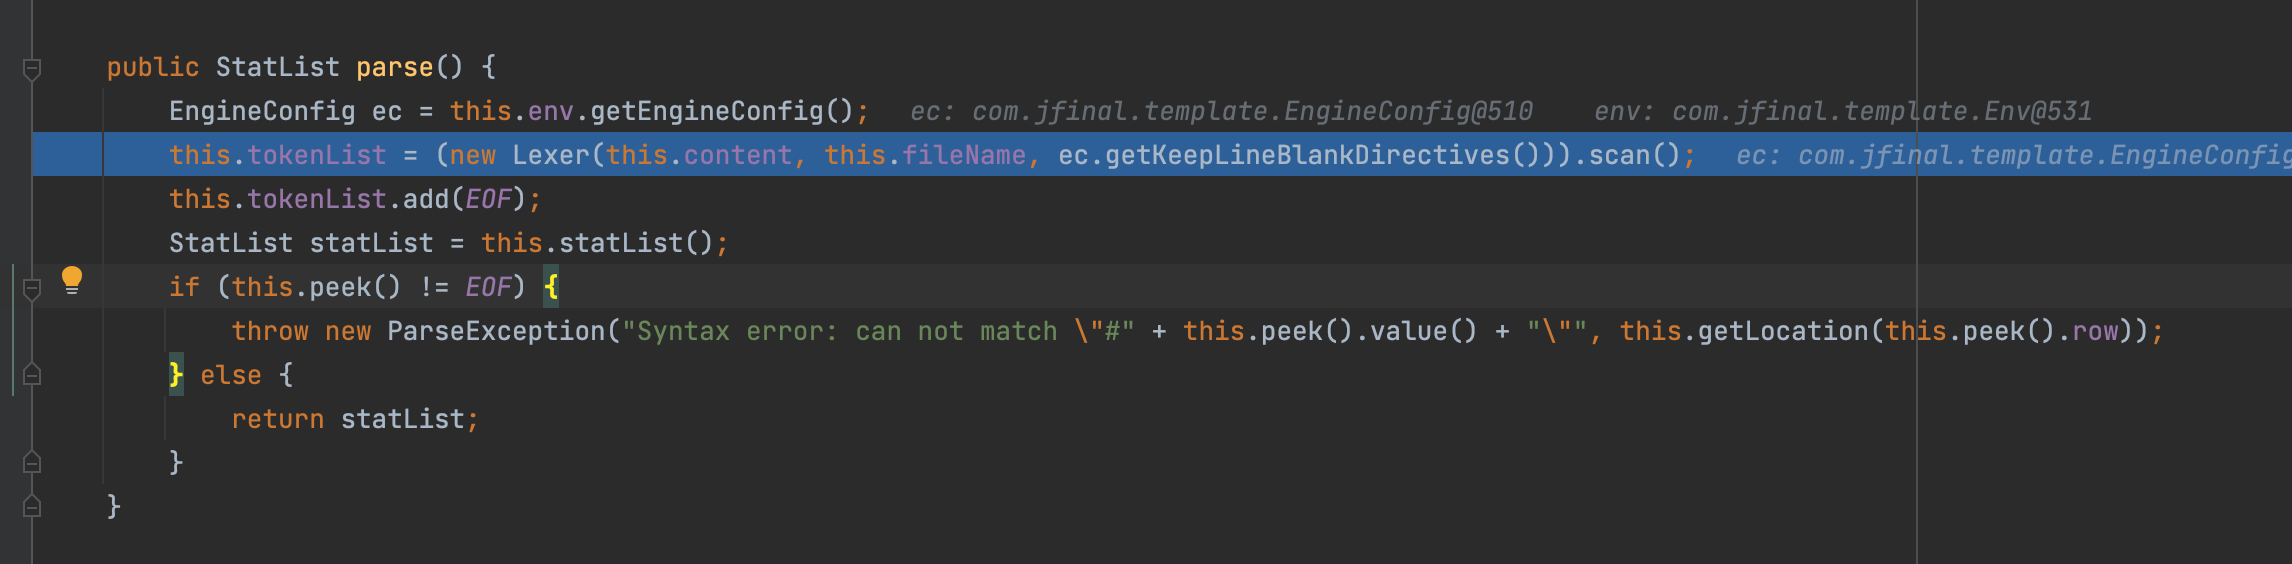 public StatList parse() {
EngineConfig ec = this.env.getEngineConfig();   ec: com.jfinal.template.EngineConfig@510    env: com.jfinal.template.Env@531
this.tokenList = (new Lexer(this.content, this.fileName, ec.getKeepLineBlankDirectives())).scan();   ec: com.jfinal.template.EngineConfig
this.tokenList.add(EOF);
StatList statList = this.statList();
if (this.peek() != EOF) {
throw new ParseException("Syntax error: can not match \"#" + this.peek().value() + "\"", this.getLocation(this.peek().row));
} else {
return statList;
}
}